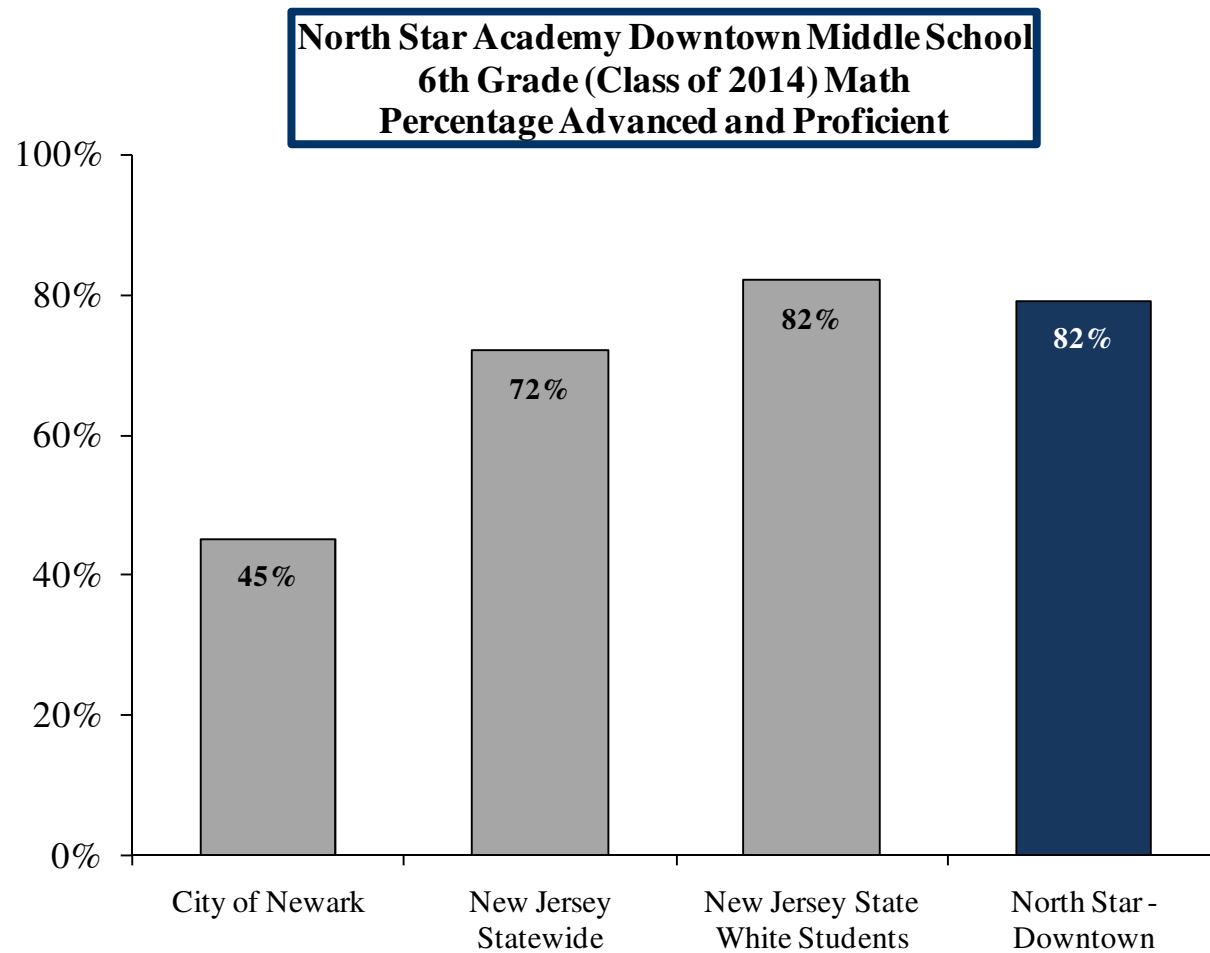 North Star Academy Downtown Middle School
6th Grade (Class of 2014) Math
Percentage Advanced and Proficient
100%
80%
60%
40%
20%
0%
45%
72%
82%
82%
City of Newark
New Jersey
Statewide
New Jersey State
White Students
North Star -
Downtown